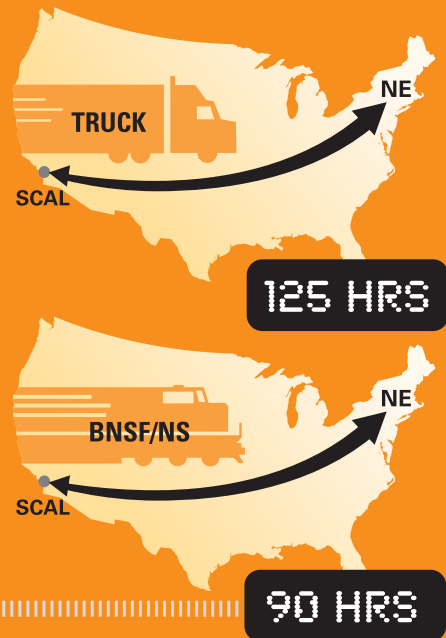 NE
TRUCK
SCAL
125 HRS
NE
BNSF/NS
SCAL
90 HRS